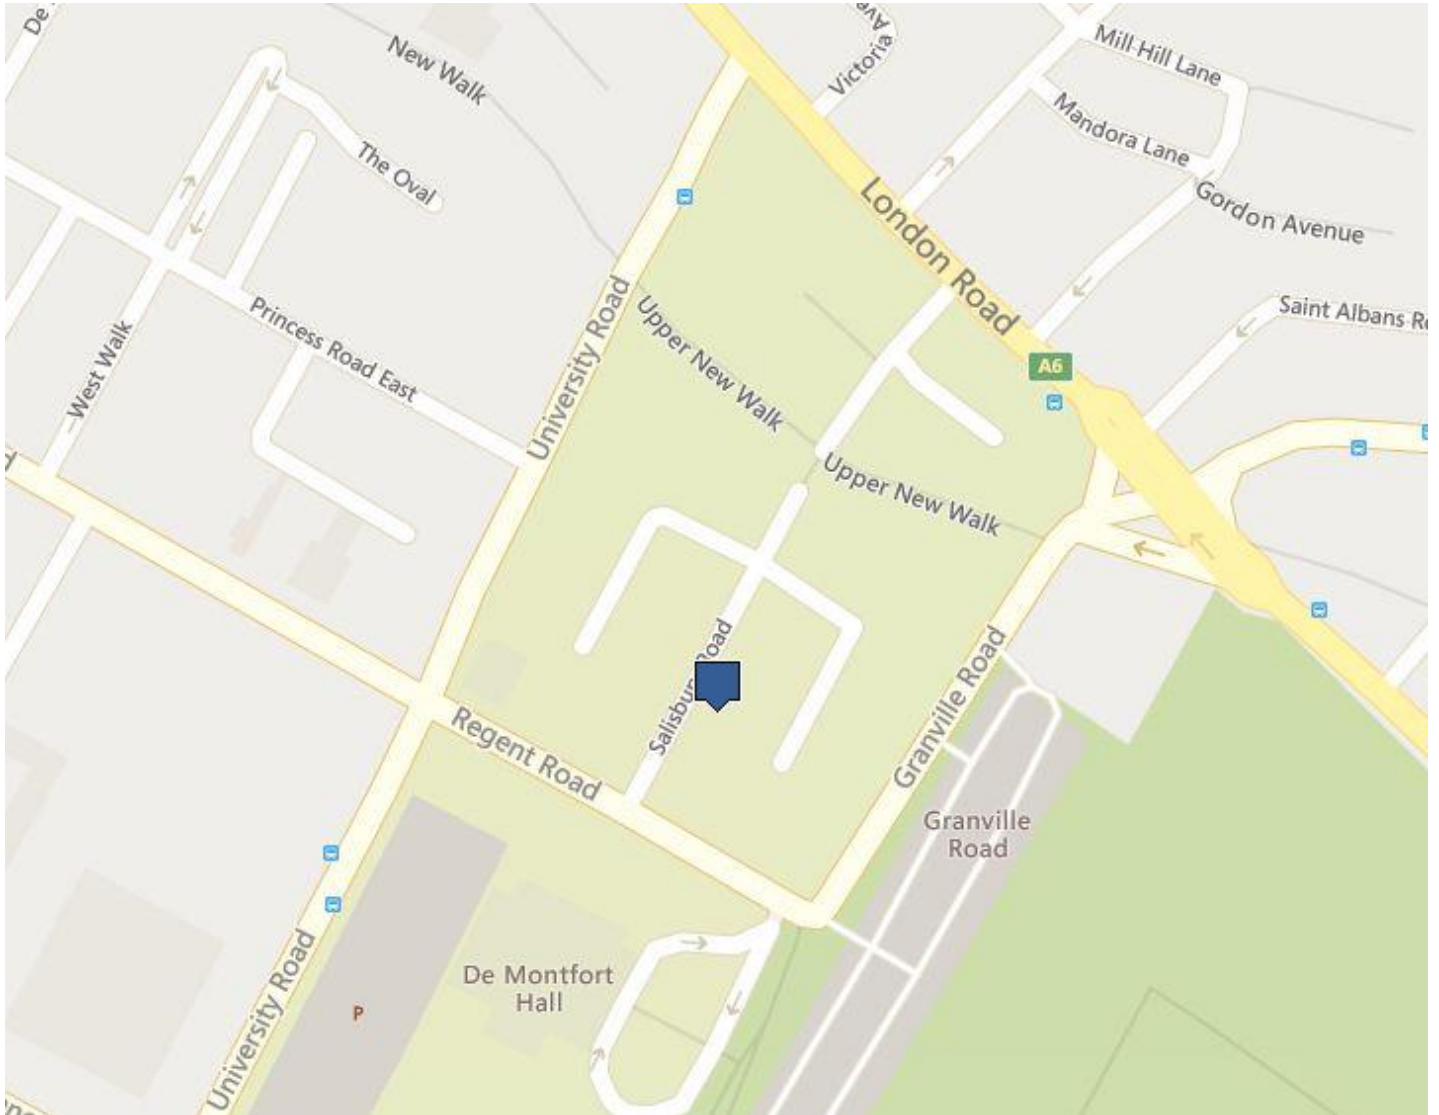 De
New Walk
Victoria Ave
Mill Hill Lane
Mandora Lane
The Oval
London Road
Gordon Avenue
University Road
Upper New Walk
Princess Road East
Saint Albans
West Walk
A6
Upper New Walk
Salisbury Road
Granville Road
Regent Road
Granville
Road
De Montfort
Hall
University Road
P